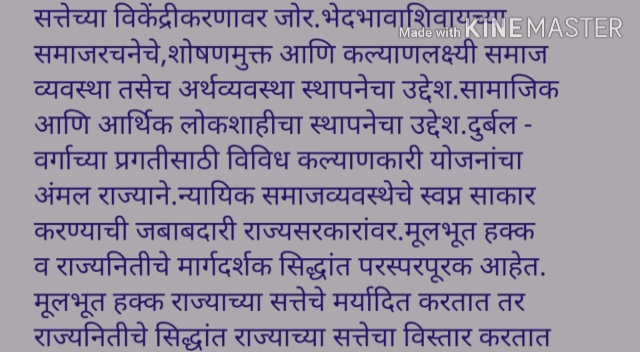 सत्तेच्या विकेंद्रीकरणावर जोर.भेदभावाशिवायच्या
Made with KINEMASTER
समाजरचनेचे,शोषणमुक्त आणि कल्याणलक्ष्यी समाज
व्यवस्था तसेच अर्थव्यवस्था स्थापनेचा उद्देश.सामाजिक
आणि आर्थिक लोकशाहीचा स्थापनेचा उद्देश.दुर्बल -
वर्गाच्या प्रगतीसाठी विविध कल्याणकारी योजनांचा
अंमल राज्याने.न्यायिक समाजव्यवस्थेचे स्वप्न साकार
करण्याची जबाबदारी राज्यसरकारांवर.मूलभूत हक्क
व राज्यनितीचे मार्गदर्शक सिद्धांत परस्परपूरक आहेत.
मूलभूत हक्क राज्याच्या सत्तेचे मर्यादित करतात तर
राज्यनितीचे सिद्धांत राज्याच्या सत्तेचा विस्तार करतात